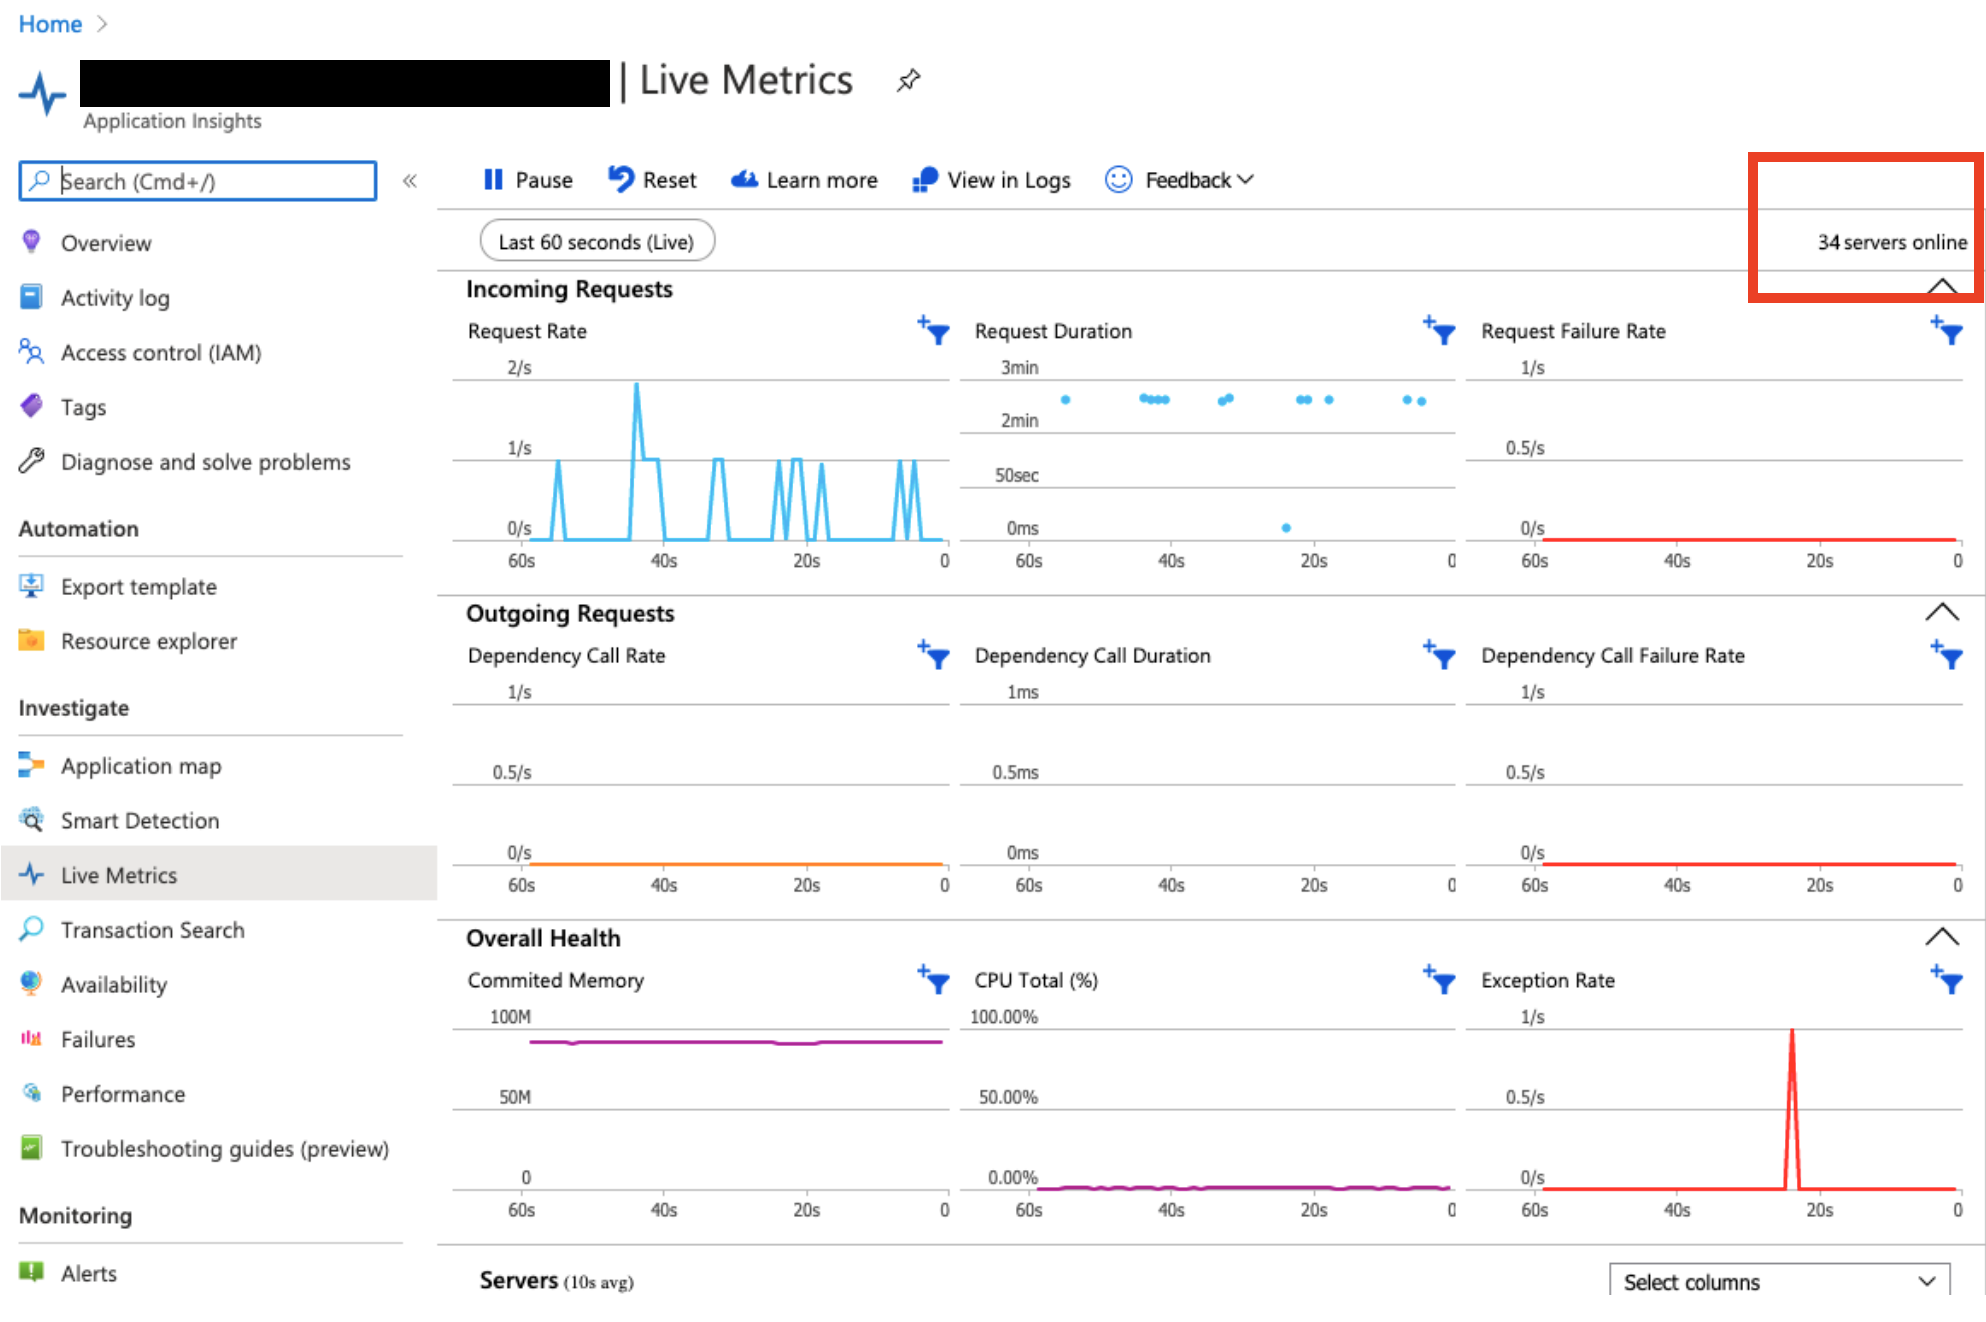 Home >
| Live Metrics
Application Insights
Search (Cmd+/)
«
Pause
Reset
Learn more
View in Logs
Feedback
Overview
Last 60 seconds (Live)
34 servers online
Activity log
Access control (IAM)
Tags
Diagnose and solve problems
Automation
Export template
Resource explorer
Investigate
Application map
Smart Detection
Live Metrics
Transaction Search
Availability
Failures
Performance
Troubleshooting guides (preview)
Monitoring
Alerts
Incoming Requests
Request Rate
2/s
1/s
0/s
60s 40s 20s 0
Request Duration
3min
2min
50sec
0ms
60s 40s 20s 0
Request Failure Rate
1/s
0.5/s
0/s
60s 40s 20s 0
Outgoing Requests
Dependency Call Rate
1/s
0.5/s
0/s
60s 40s 20s 0
Dependency Call Duration
1ms
0.5ms
0ms
60s 40s 20s 0
Dependency Call Failure Rate
1/s
0.5/s
0/s
60s 40s 20s 0
Overall Health
Commited Memory
100M
50M
0
60s 40s 20s 0
CPU Total (%)
100.00%
50.00%
0.00%
60s 40s 20s 0
Exception Rate
1/s
0.5/s
0/s
60s 40s 20s 0
Servers (10s avg)
Select columns